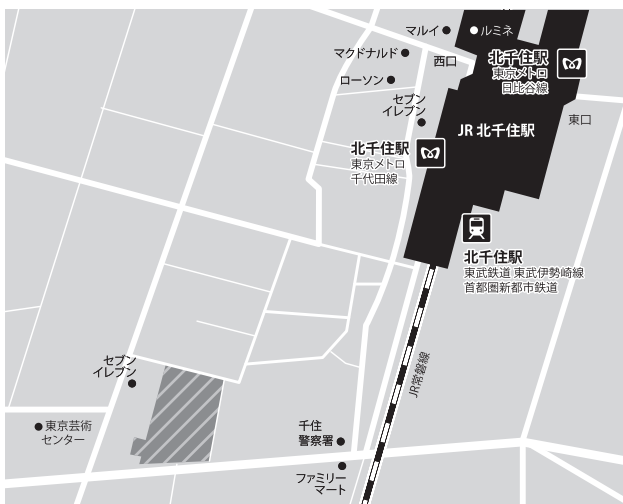 マルイ
ルミネ
マクドナルド
西口
北千住駅
東京メトロ
日比谷線
ローソン
セブン
イレブン
JR 北千住駅
東口
北千住駅
東京メトロ
千代田線
北千住駅
東武鉄道 東武伊勢崎線
首都圏新都市鉄道
JR常磐線
セブン
イレブン
東京芸術
センター
千住
警察署
ファミリー
マート